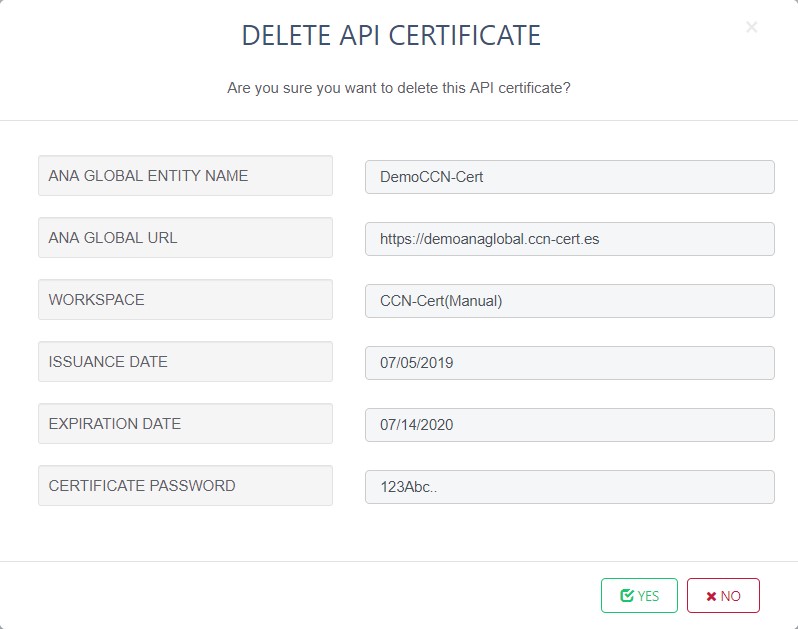 DELETE API CERTIFICATE
×
Are you sure you want to delete this API certificate?
ANA GLOBAL ENTITY NAME DemoCCN-Cert
ANA GLOBAL URL https://demoanaglobal.ccn-cert.es
WORKSPACE CCN-Cert(Manual)
ISSUANCE DATE 07/05/2019
EXPIRATION DATE 07/14/2020
CERTIFICATE PASSWORD 123Abc..
YES NO